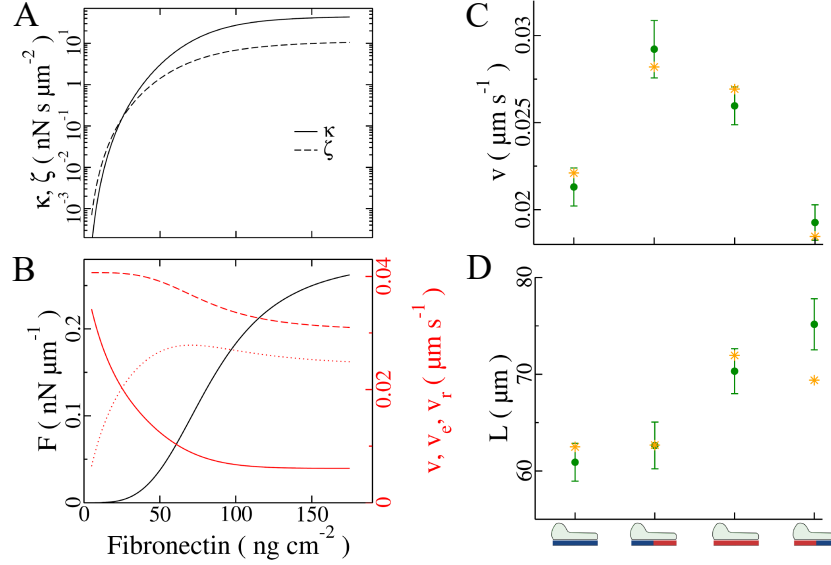 A
κ, ζ ( nN s μm⁻² )
10⁻³ 10⁻² 10⁻¹ 1 10¹
κ
ζ
B
F ( nN μm⁻¹ )
0 0.1 0.2
0 0.02 0.04
v, vₑ, vᵣ ( μm s⁻¹ )
0 50 100 150
Fibronectin ( ng cm⁻² )
C
v ( μm s⁻¹ )
0.02 0.025 0.03
D
L ( μm )
60 70 80